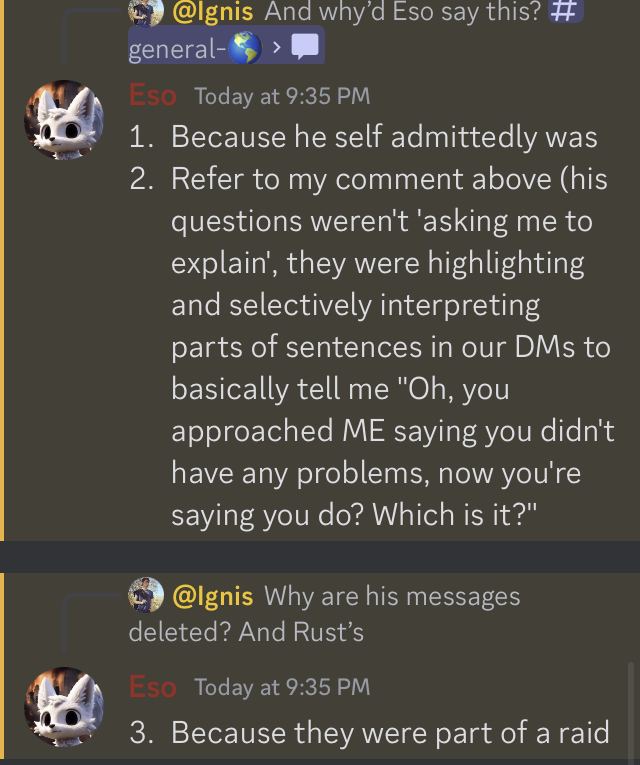 @Ignis And why’d Eso say this? #
general-🌎 › 💬
Eso Today at 9:35 PM
1. Because he self admittedly was
2. Refer to my comment above (his
questions weren't 'asking me to
explain', they were highlighting
and selectively interpreting
parts of sentences in our DMs to
basically tell me "Oh, you
approached ME saying you didn't
have any problems, now you're
saying you do? Which is it?"
@Ignis Why are his messages
deleted? And Rust’s
Eso Today at 9:35 PM
3. Because they were part of a raid